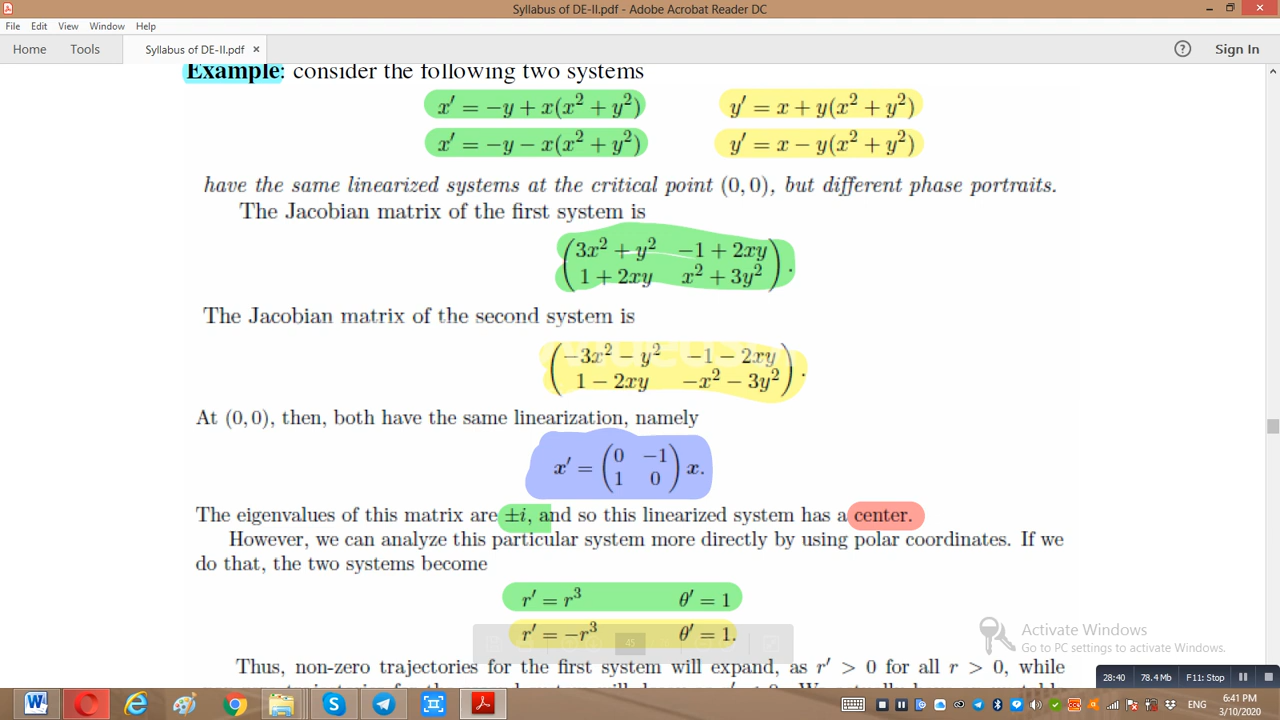 Syllabus of DE-II.pdf - Adobe Acrobat Reader DC
File Edit View Window Help
Home Tools Syllabus of DE-II.pdf × ? Sign In
Example: consider the following two systems
x′ = −y + x(x² + y²) y′ = x + y(x² + y²)
x′ = −y − x(x² + y²) y′ = x − y(x² + y²)
have the same linearized systems at the critical point (0, 0), but different phase portraits.
The Jacobian matrix of the first system is
(3x² + y² −1 + 2xy
1 + 2xy x² + 3y²).
The Jacobian matrix of the second system is
(−3x² − y² −1 − 2xy
1 − 2xy −x² − 3y²).
At (0, 0), then, both have the same linearization, namely
x′ = (0 −1
1 0) x.
The eigenvalues of this matrix are ±i, and so this linearized system has a center.
However, we can analyze this particular system more directly by using polar coordinates. If we
do that, the two systems become
r′ = r³ θ′ = 1
r′ = −r³ θ′ = 1.
45
Activate Windows
Go to PC settings to activate Windows.
Thus, non-zero trajectories for the first system will expand, as r′ > 0 for all r > 0, while
28:40 78.4 Mb F11: Stop
ENG
6:41 PM
3/10/2020